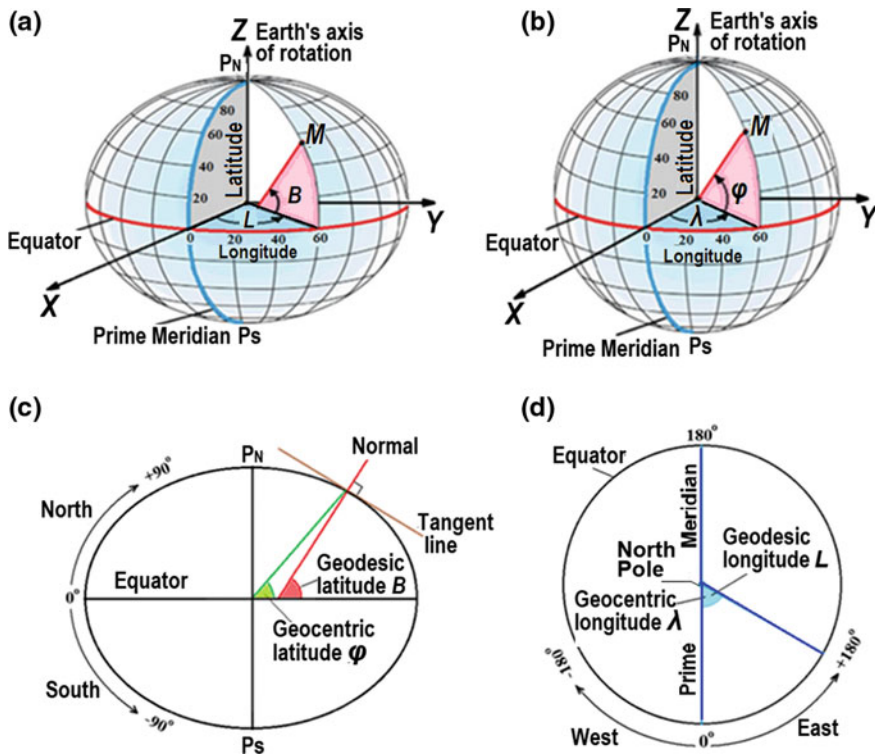 (a)
Z Earth's axis
of rotation
PN
80
60
40
20
Latitude
M
B
L
Y
Equator
0 20 40 60
Longitude
X
Prime Meridian Ps
(b)
Z Earth's axis
of rotation
PN
80
60
40
20
Latitude
M
φ
λ
Y
Equator
0 20 40 60
Longitude
X
Prime Meridian Ps
(c)
PN
Normal
+90°
North
Tangent
line
Equator
0°
Geodesic
latitude B
Geocentric
latitude φ
South
-90°
Ps
(d)
180°
Equator
Meridian
North
Pole
Geodesic
longitude L
Geocentric
longitude λ
Prime
-180°
+180°
West
0°
East